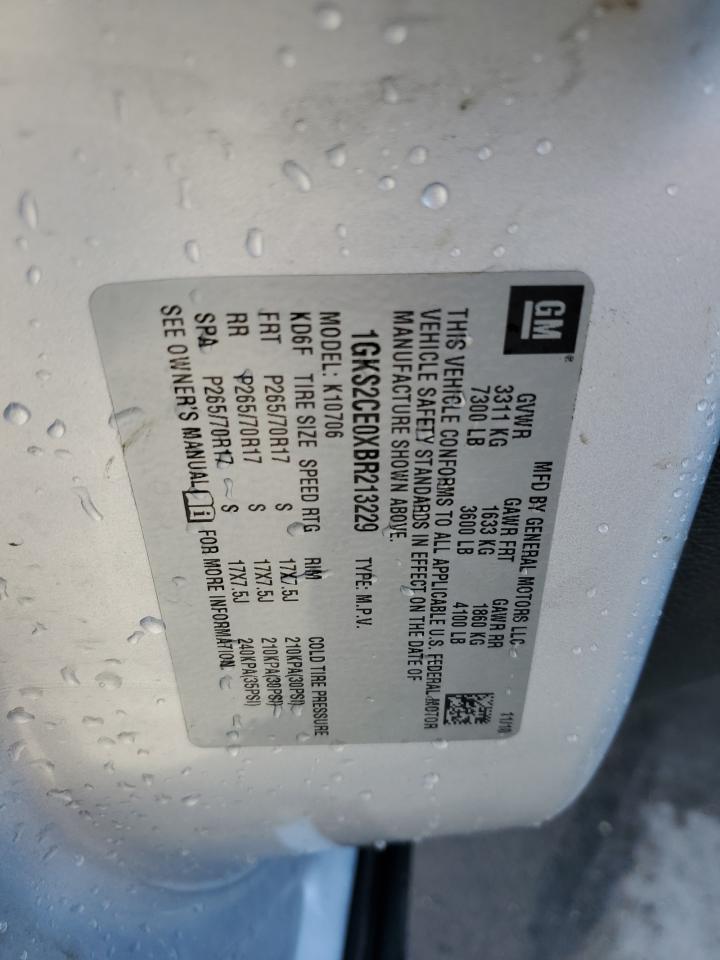 GM ®
MFD BY GENERAL MOTORS LLC 11/10
GVWR GAWR FRT GAWR RR
3311 KG 1633 KG 1860 KG
7300 LB 3600 LB 4100 LB
THIS VEHICLE CONFORMS TO ALL APPLICABLE U.S. FEDERAL MOTOR
VEHICLE SAFETY STANDARDS IN EFFECT ON THE DATE OF
MANUFACTURE SHOWN ABOVE.
1GKS2CE0XBR213229 TYPE: M.P.V.
MODEL: K10706
KD6F TIRE SIZE SPEED RTG RIM COLD TIRE PRESSURE
FRT P265/70R17 S 17X7.5J 210KPA(30PSI)
RR P265/70R17 S 17X7.5J 210KPA(30PSI)
SPA P265/70R17 S 17X7.5J 240KPA(35PSI)
SEE OWNER'S MANUAL i FOR MORE INFORMATION.